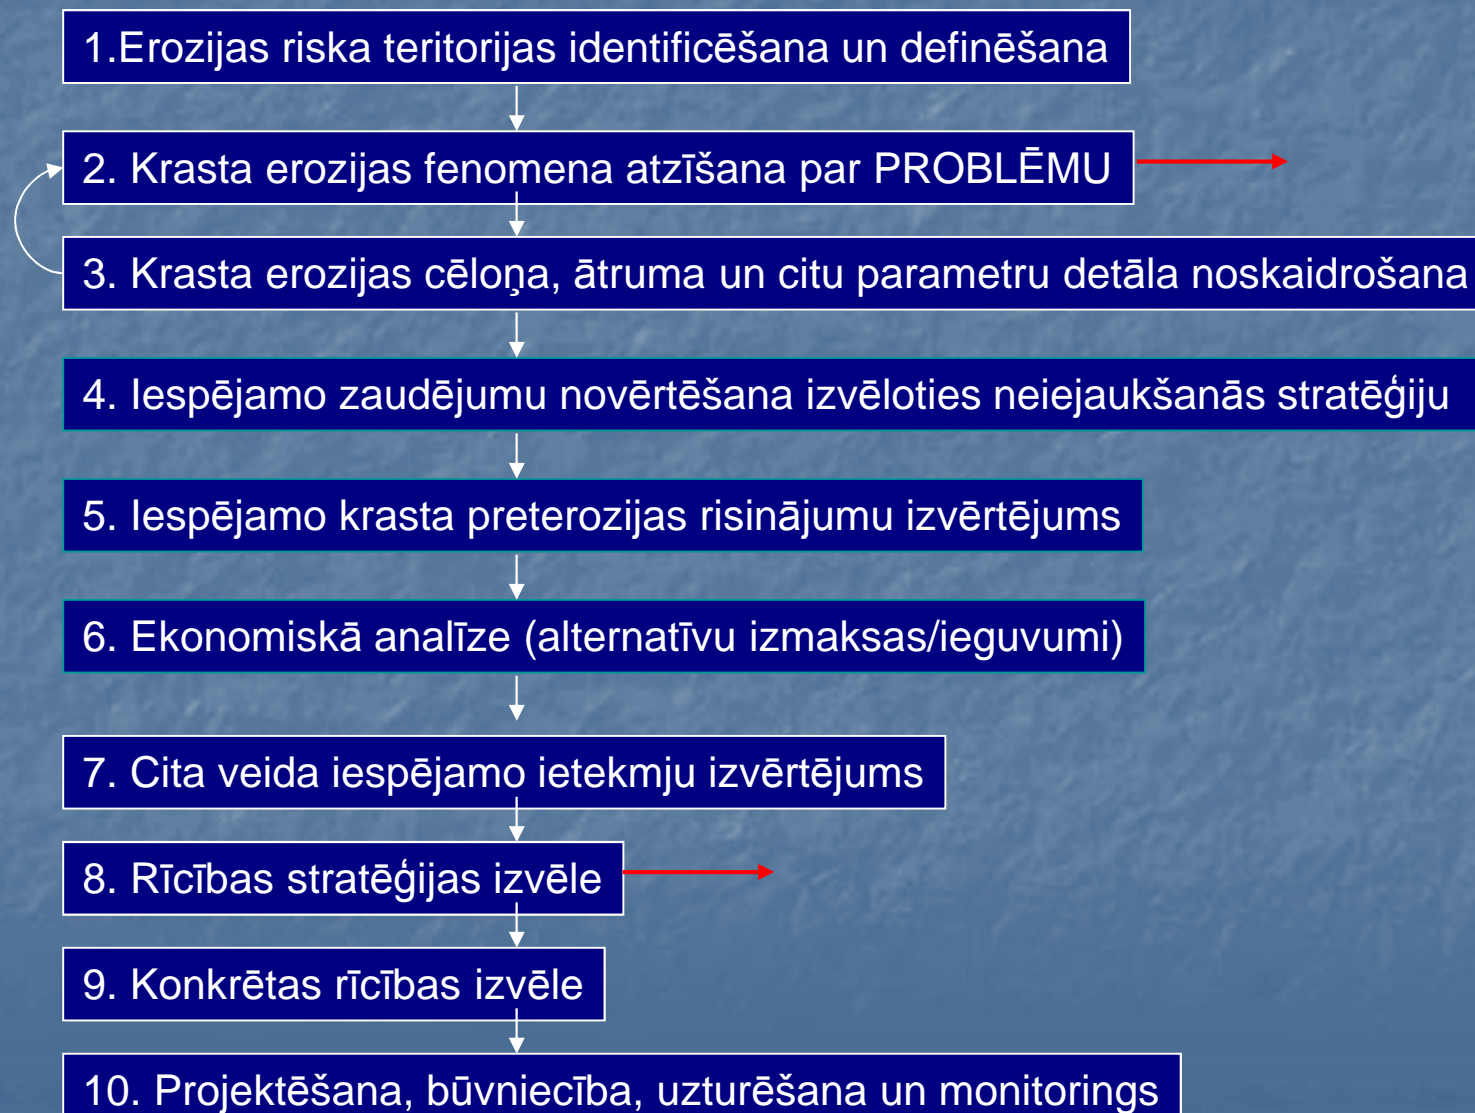 1.Erozijas riska teritorijas identificēšana un definēšana
2. Krasta erozijas fenomena atzīšana par PROBLĒMU
3. Krasta erozijas cēloņa, ātruma un citu parametru detāla noskaidrošana
4. Iespējamo zaudējumu novērtēšana izvēloties neiejaukšanās stratēģiju
5. Iespējamo krasta preterozijas risinājumu izvērtējums
6. Ekonomiskā analīze (alternatīvu izmaksas/ieguvumi)
7. Cita veida iespējamo ietekmju izvērtējums
8. Rīcības stratēģijas izvēle
9. Konkrētas rīcības izvēle
10. Projektēšana, būvniecība, uzturēšana un monitorings